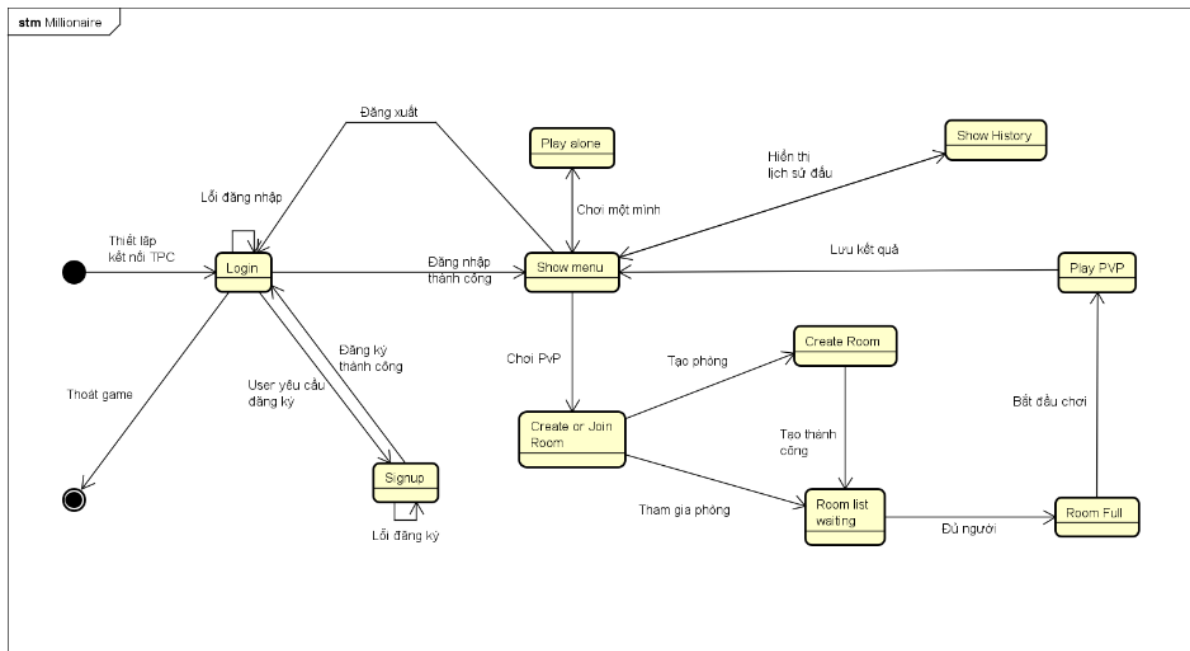 stm Millionaire
Đăng xuất
Play alone
Show History
Hiển thị
lịch sử đấu
Lỗi đăng nhập
Chơi một mình
Thiết lập
kết nối TPC
Login
Đăng nhập
thành công
Show menu
Lưu kết quả
Play PVP
Đăng ký
thành công
Chơi PvP
Create Room
Tạo phòng
User yêu cầu
đăng ký
Thoát game
Bắt đầu chơi
Create or Join
Room
Tạo thành
công
Signup
Room list
waiting
Tham gia phòng
Đủ người
Room Full
Lỗi đăng ký